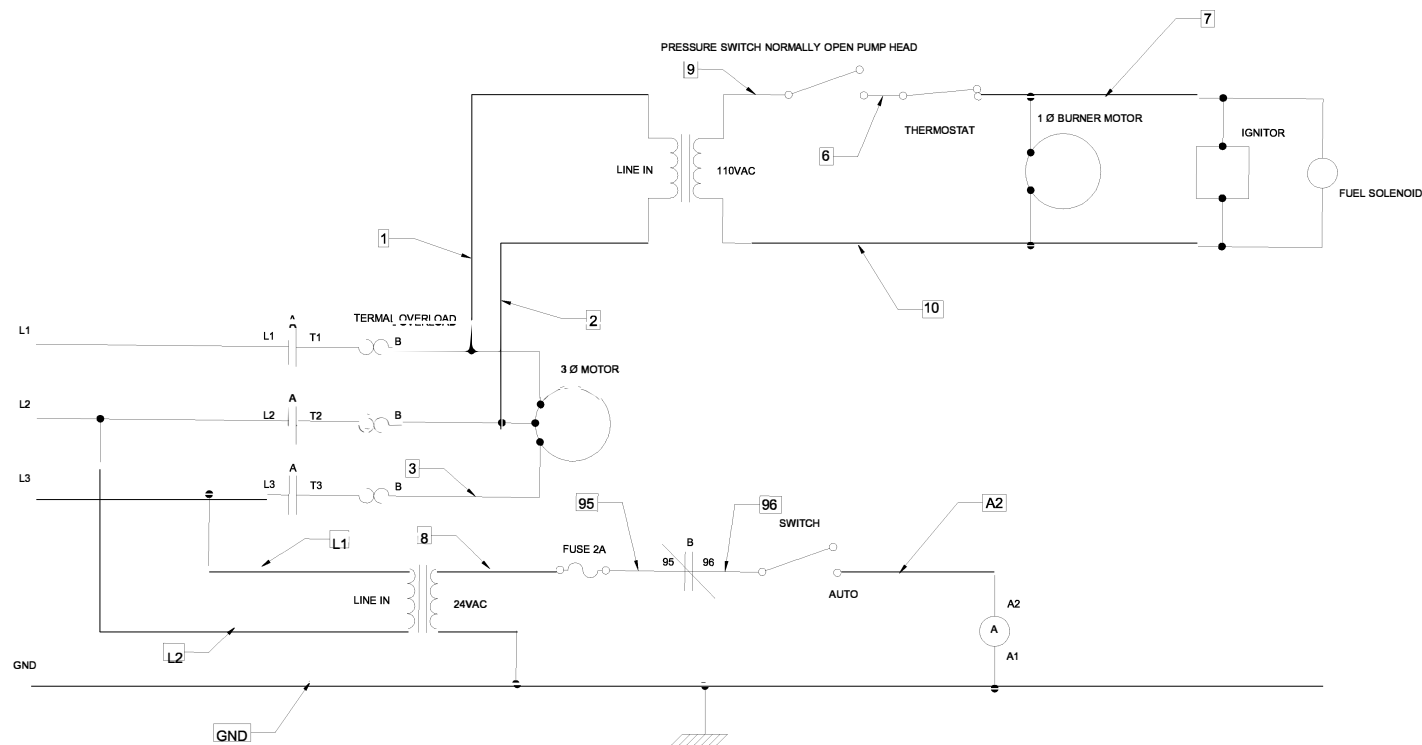 7
PRESSURE SWITCH NORMALLY OPEN PUMP HEAD
9
1 Ø BURNER MOTOR
THERMOSTAT
IGNITOR
6
LINE IN
110VAC
FUEL SOLENOID
1
10
2
TERMAL OVERLOAD
L1
A
L1
T1
B
3 Ø MOTOR
L2
A
L2
T2
B
L3
A
L3
T3
B
3
95
96
A2
SWITCH
L1
8
FUSE 2A
B
95
96
LINE IN
24VAC
AUTO
A2
A
L2
A1
GND
GND